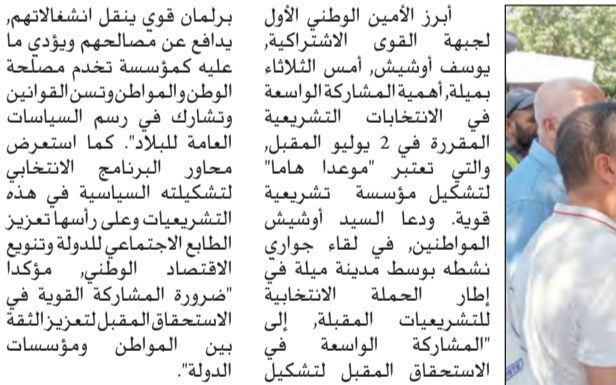 أبرز الأمين الوطني الأول
لجبهة القوى الاشتراكية,
يوسف أوشيش, أمس الثلاثاء
بميلة, أهمية المشاركة الواسعة
في الانتخابات التشريعية
المقررة في 2 يوليو المقبل,
والتي تعتبر "موعدا هاما"
لتشكيل مؤسسة تشريعية
قوية. ودعا السيد أوشيش
المواطنين, في لقاء جواري
نشطه بوسط مدينة ميلة في
إطار الحملة الانتخابية
للتشريعيات المقبلة, إلى
"المشاركة الواسعة في
الاستحقاق المقبل لتشكيل
برلمان قوي ينقل انشغالاتهم,
يدافع عن مصالحهم ويؤدي ما
عليه كمؤسسة تخدم مصلحة
الوطن والمواطن وتسن القوانين
وتشارك في رسم السياسات
العامة للبلاد". كما استعرض
محاور البرنامج الانتخابي
لتشكيلته السياسية في هذه
التشريعيات وعلى رأسها تعزيز
الطابع الاجتماعي للدولة وتنويع
الاقتصاد الوطني, مؤكدا
"ضرورة المشاركة القوية في
الاستحقاق المقبل لتعزيز الثقة
بين المواطن ومؤسسات
الدولة".